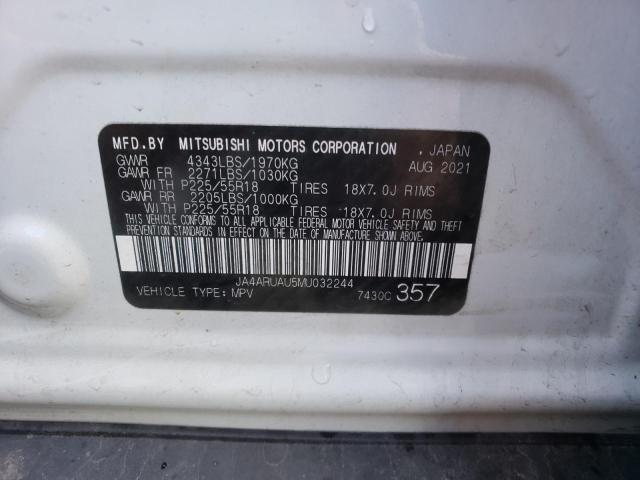 MFD.BY MITSUBISHI MOTORS CORPORATION . JAPAN
GVWR 4343LBS/1970KG AUG 2021
GAWR FR 2271LBS/1030KG
WITH P225/55R18 TIRES 18X7.0J RIMS
GAWR RR 2205LBS/1000KG
WITH P225/55R18 TIRES 18X7.0J RIMS
THIS VEHICLE CONFORMS TO ALL APPLICABLE FEDERAL MOTOR VEHICLE SAFETY AND THEFT
PREVENTION STANDARDS IN EFFECT ON THE DATE OF MANUFACTURE SHOWN ABOVE.
JA4ARUAU5MU032244
VEHICLE TYPE: MPV 7430C 357